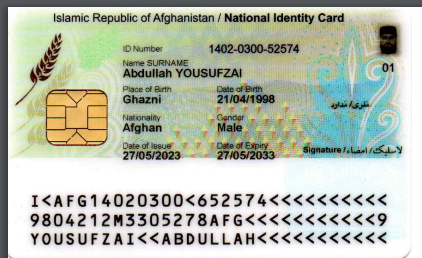 Islamic Republic of Afghanistan / National Identity Card
ID Number 1402-0300-52574
Name SURNAME
Abdullah YOUSUFZAI
01
Place of Birth Date of Birth
Ghazni 21/04/1998
نلری / ندارد
Nationality Gender
Afghan Male
Date of Issue Date of Expiry
27/05/2023 27/05/2033
Signature / امضاء / لاسلیک
I<AFG14020300<652574<<<<<<<<<<
9804212M3305278AFG<<<<<<<<<<<9
YOUSUFZAI<<ABDULLAH<<<<<<<<<<<